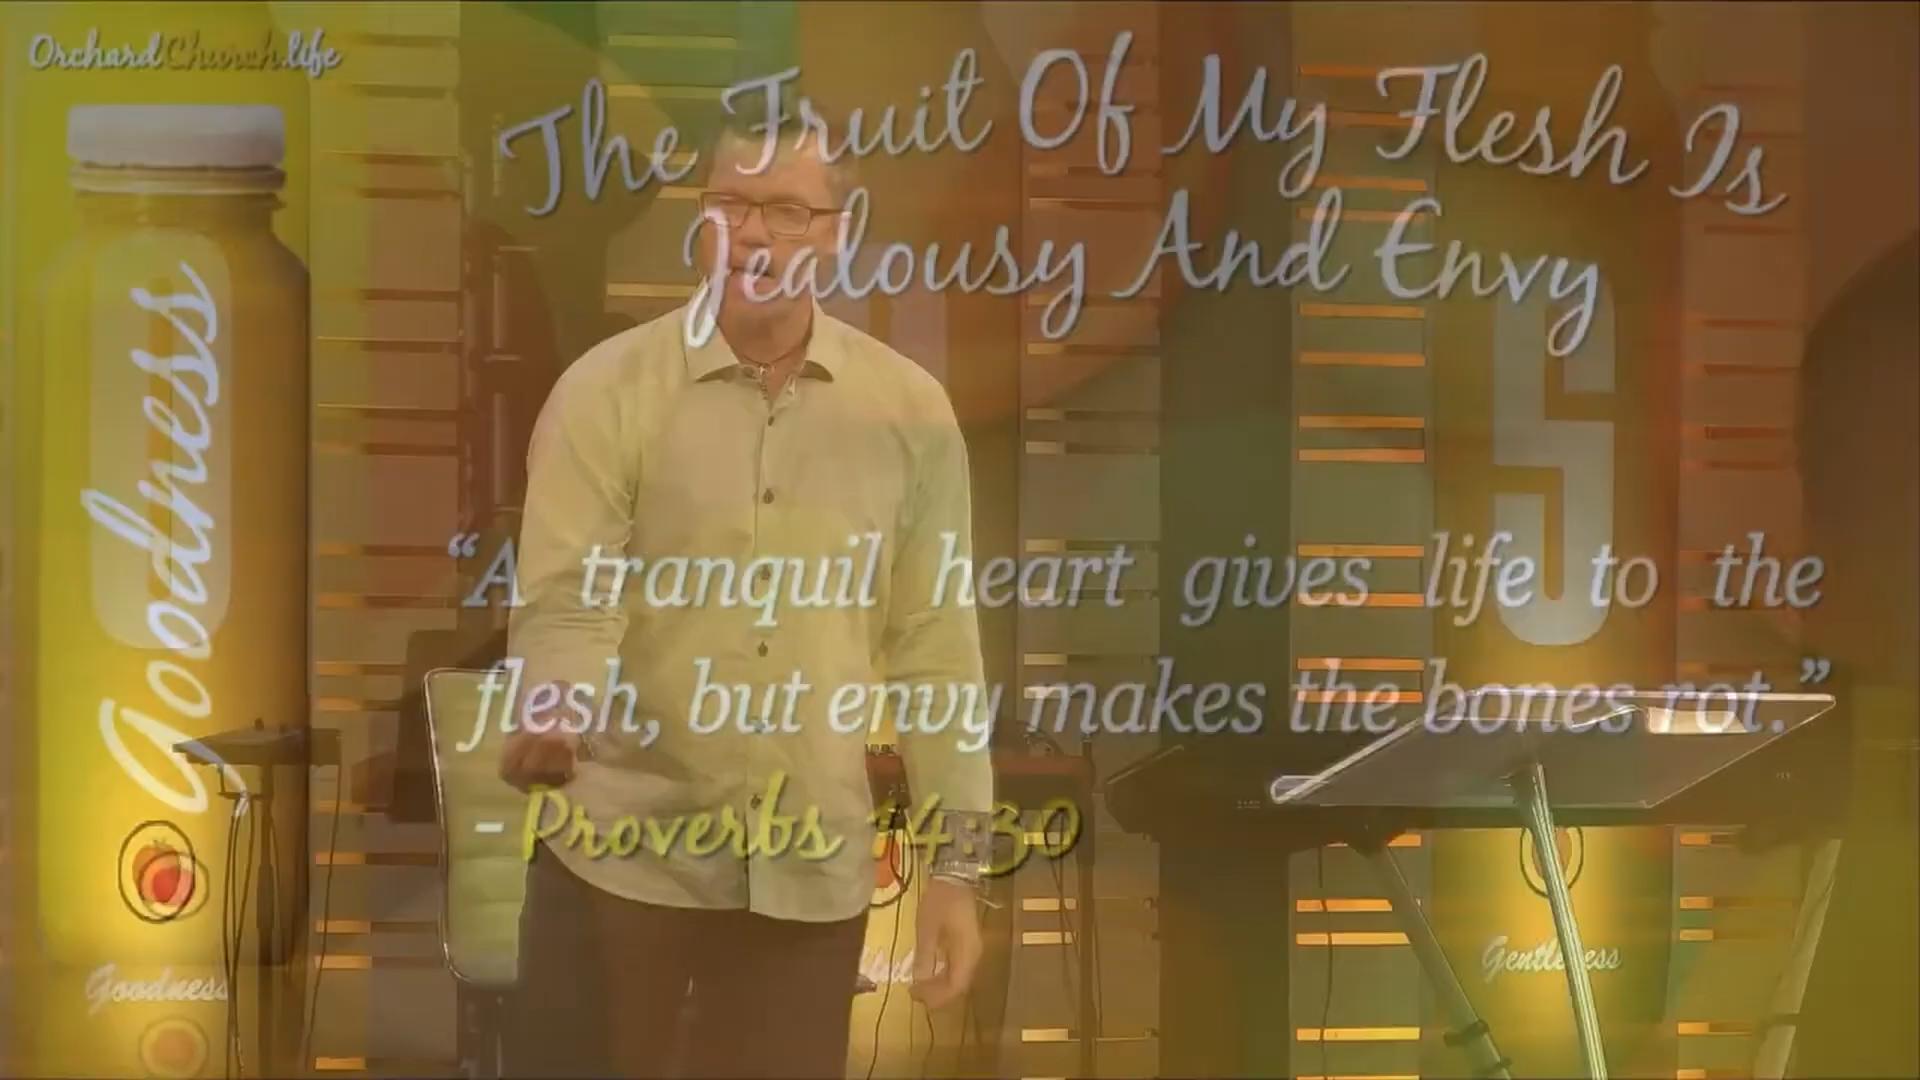 OrchardChurch.life
The Fruit Of My Flesh Is
Jealousy And Envy
Goodness
“A tranquil heart gives life to the
flesh, but envy makes the bones rot.”
- Proverbs 14:30
Goodness
Gentleness